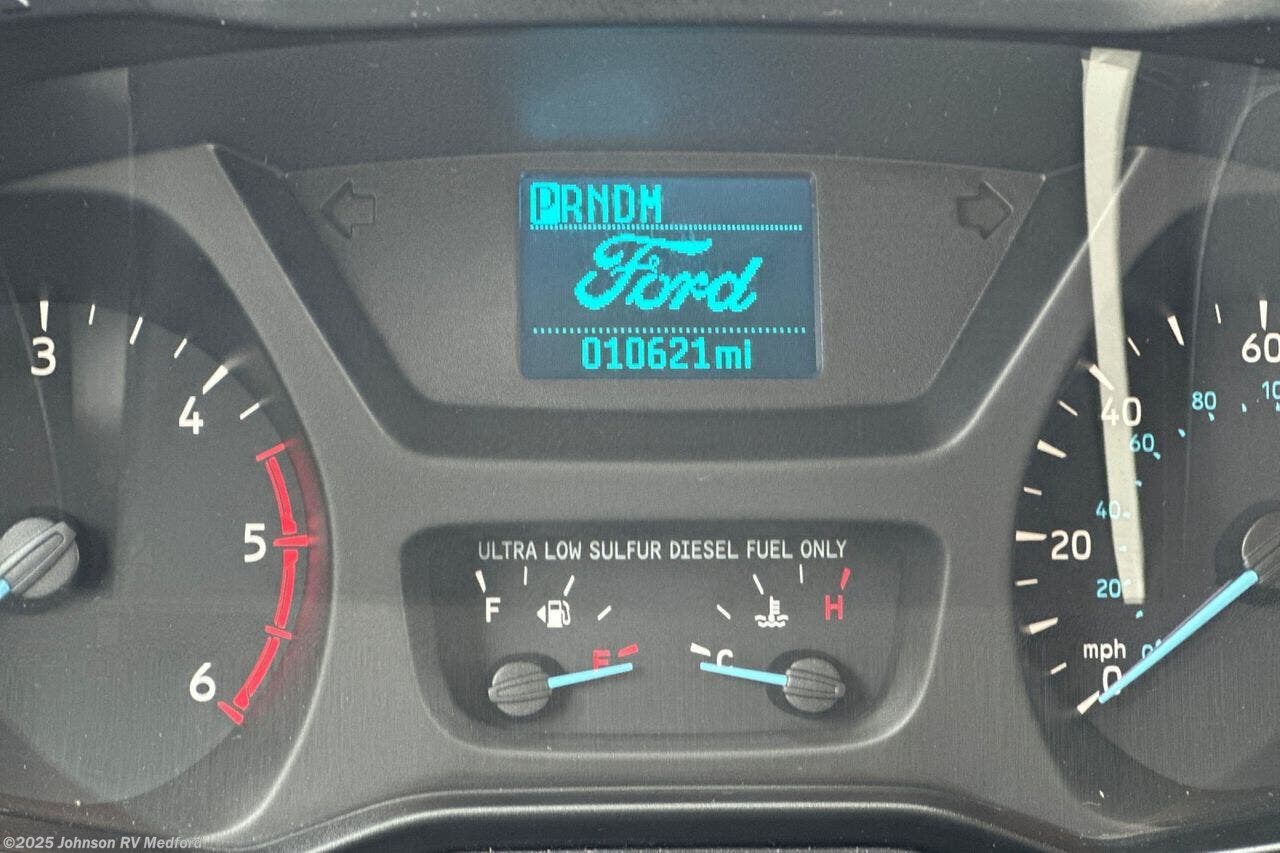 PRNDM
Ford
010621mi
3
4
5
6
ULTRA LOW SULFUR DIESEL FUEL ONLY
F
E
C
H
60
40
20
0
mph
80
60
40
20
©2025 Johnson RV Medford